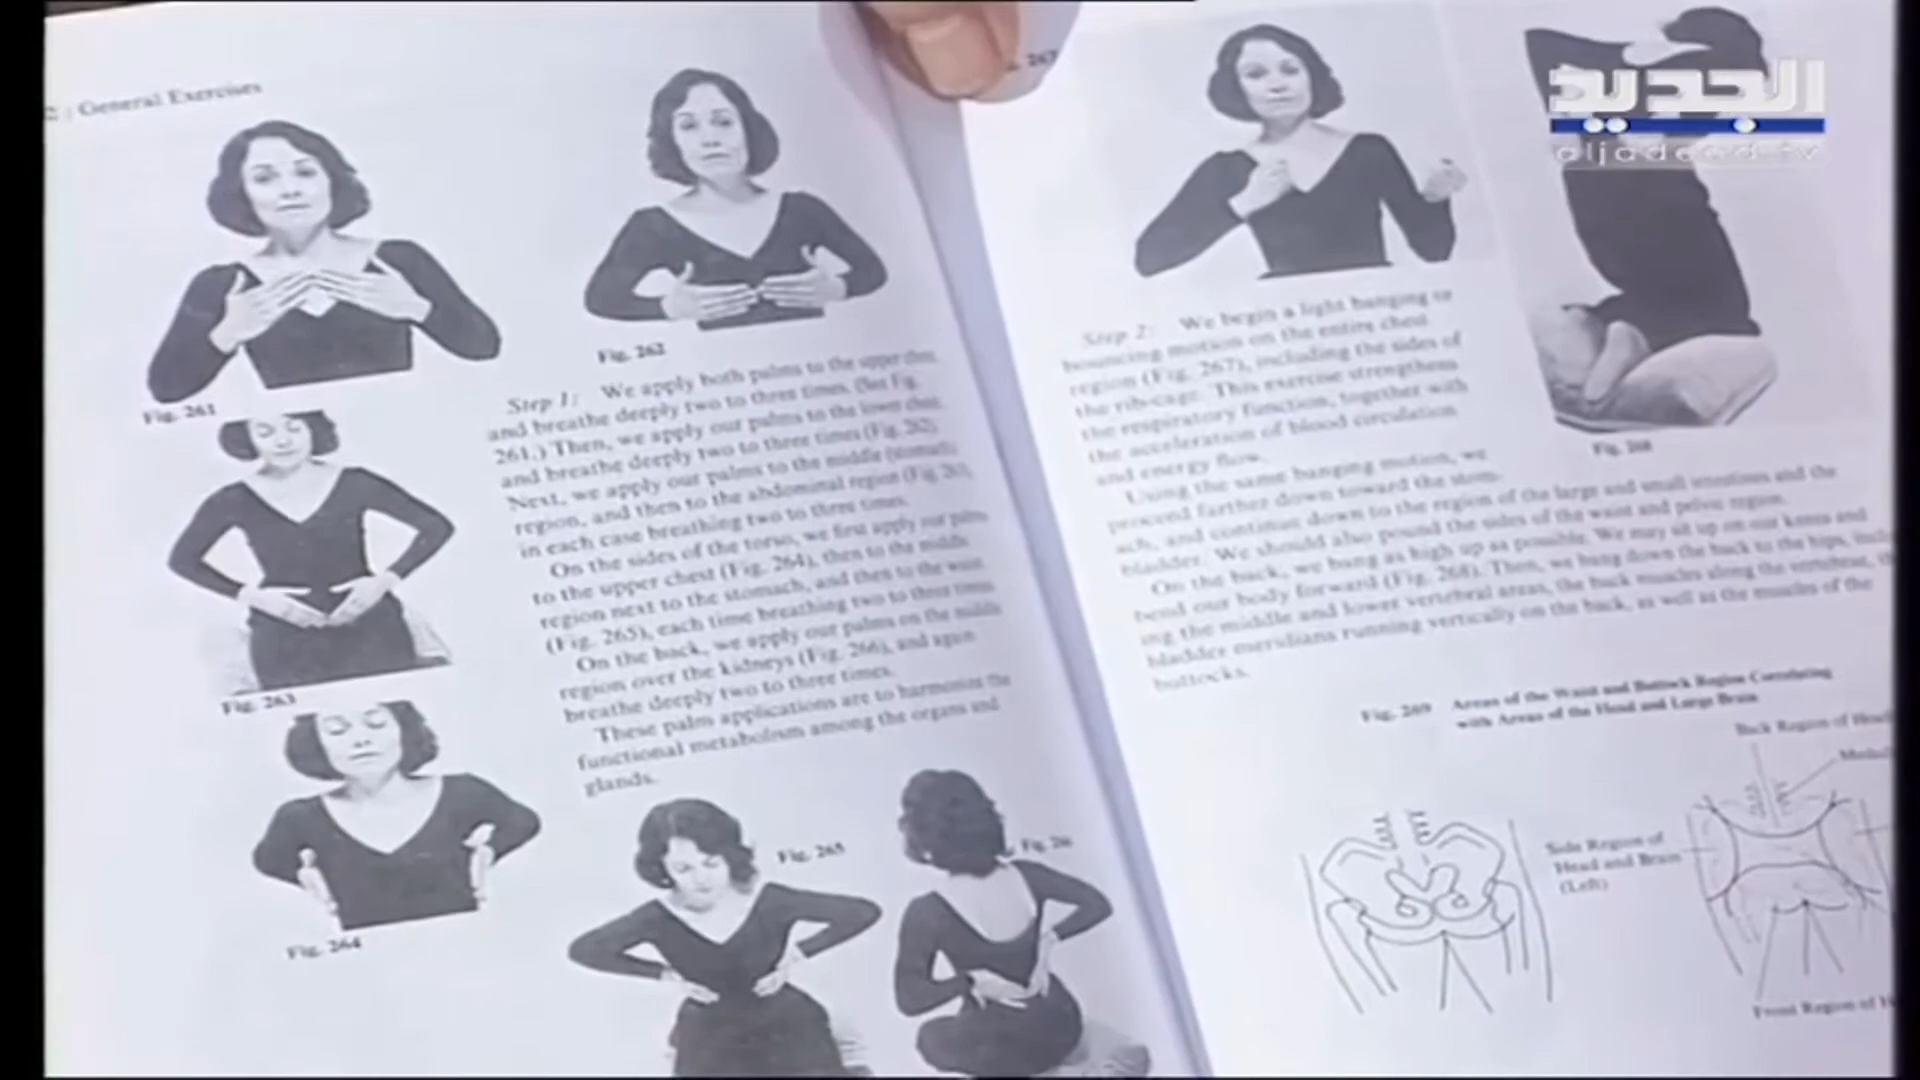 : General Exercises
Fig. 261
Fig. 262
Step 1: We apply both palms to the upper chest
and breathe deeply two to three times. (See Fig.
261.) Then, we apply our palms to the lower chest
and breathe deeply two to three times (Fig. 262).
Next, we apply our palms to the middle (stomach)
region, and then to the abdominal region (Fig. 263),
in each case breathing two to three times.
On the sides of the torso, we first apply our palms
to the upper chest (Fig. 264), then to the middle
region next to the stomach, and then to the waist
(Fig. 265), each time breathing two to three times.
On the back, we apply our palms on the middle
region over the kidneys (Fig. 266), and again
breathe deeply two to three times.
These palm applications are to harmonize the
functional metabolism among the organs and
glands.
Fig. 263
Fig. 264
Fig. 265
Fig. 266
267
Step 2: We begin a light banging or
bouncing motion on the entire chest
region (Fig. 267), including the sides of
the rib-cage. This exercise strengthens
the respiratory function, together with
the acceleration of blood circulation
and energy flow.
Fig. 268
Using the same banging motion, we
proceed farther down toward the stom-
ach, and continue down to the region of the large and small intestines and the
bladder. We should also pound the sides of the waist and pelvic region.
On the back, we bang as high up as possible. We may sit up on our knees and
bend our body forward (Fig. 268). Then, we bang down the back to the hips,
ing the middle and lower vertebral areas, the back muscles along the vertebrae,
bladder meridians running vertically on the back, as well as the muscles of the
buttocks.
Fig. 269 Areas of the Waist and Buttock Region Correlating
with Areas of the Head and Large Brain
Back Region of Head
Side Region of
Head and Brain
(Left)
Front Region of
الجديد
aljadeed.tv